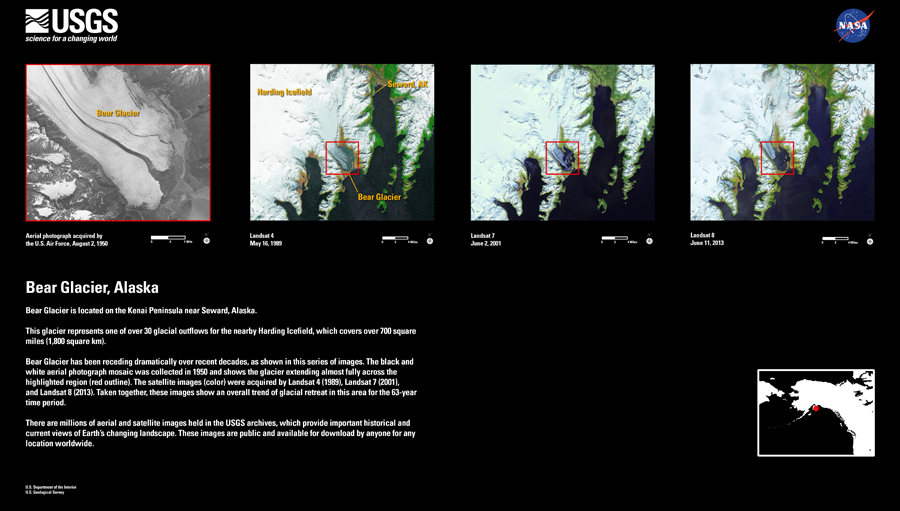 USGS
science for a changing world
NASA
Bear Glacier
Harding Icefield
Seward, AK
Bear Glacier
Aerial photograph acquired by
the U.S. Air Force, August 2, 1950
Landsat 4
May 16, 1989
Landsat 7
June 2, 2001
Landsat 8
June 11, 2013
Bear Glacier, Alaska
Bear Glacier is located on the Kenai Peninsula near Seward, Alaska.
This glacier represents one of over 30 glacial outflows for the nearby Harding Icefield, which covers over 700 square
miles (1,800 square km).
Bear Glacier has been receding dramatically over recent decades, as shown in this series of images. The black and
white aerial photograph mosaic was collected in 1950 and shows the glacier extending almost fully across the
highlighted region (red outline). The satellite images (color) were acquired by Landsat 4 (1989), Landsat 7 (2001),
and Landsat 8 (2013). Taken together, these images show an overall trend of glacial retreat in this area for the 63-year
time period.
There are millions of aerial and satellite images held in the USGS archives, which provide important historical and
current views of Earth's changing landscape. These images are public and available for download by anyone for any
location worldwide.
U.S. Department of the Interior
U.S. Geological Survey